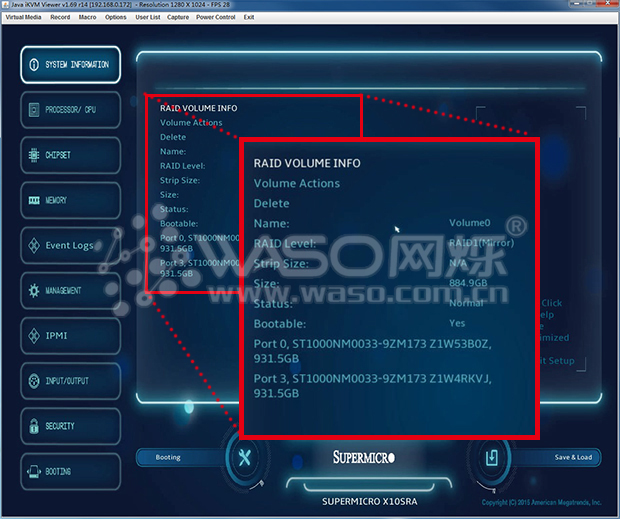 Java iKVM Viewer v1.69 r14 [192.168.0.172] - Resolution 1280 X 1024 - FPS 28
Virtual Media Record Macro Options User List Capture Power Control Exit
SYSTEM INFORMATION
PROCESSOR/ CPU
CHIPSET
MEMORY
Event Logs
MANAGEMENT
IPMI
INPUT/OUTPUT
SECURITY
BOOTING
RAID VOLUME INFO
Volume Actions
Delete
Name:
RAID Level:
Strip Size:
Size:
Status:
Bootable:
Port 0, ST1000NM00
931.5GB
Port 3, ST1000NM00
931.5GB
RAID VOLUME INFO
Volume Actions
Delete
Name: Volume0
RAID Level: RAID1(Mirror)
Strip Size: N/A
Size: 884.9GB
Status: Normal
Bootable: Yes
Port 0, ST1000NM0033-9ZM173 Z1W53B0Z,
931.5GB
Port 3, ST1000NM0033-9ZM173 Z1W4RKVJ,
931.5GB
WASO网烁®
www.waso.com.cn
Click
elp
e
imized
it Setup
Booting
SUPERMICRO
Save & Load
SUPERMICRO X10SRA
Copyright (C) 2015 American Megatrends, Inc.